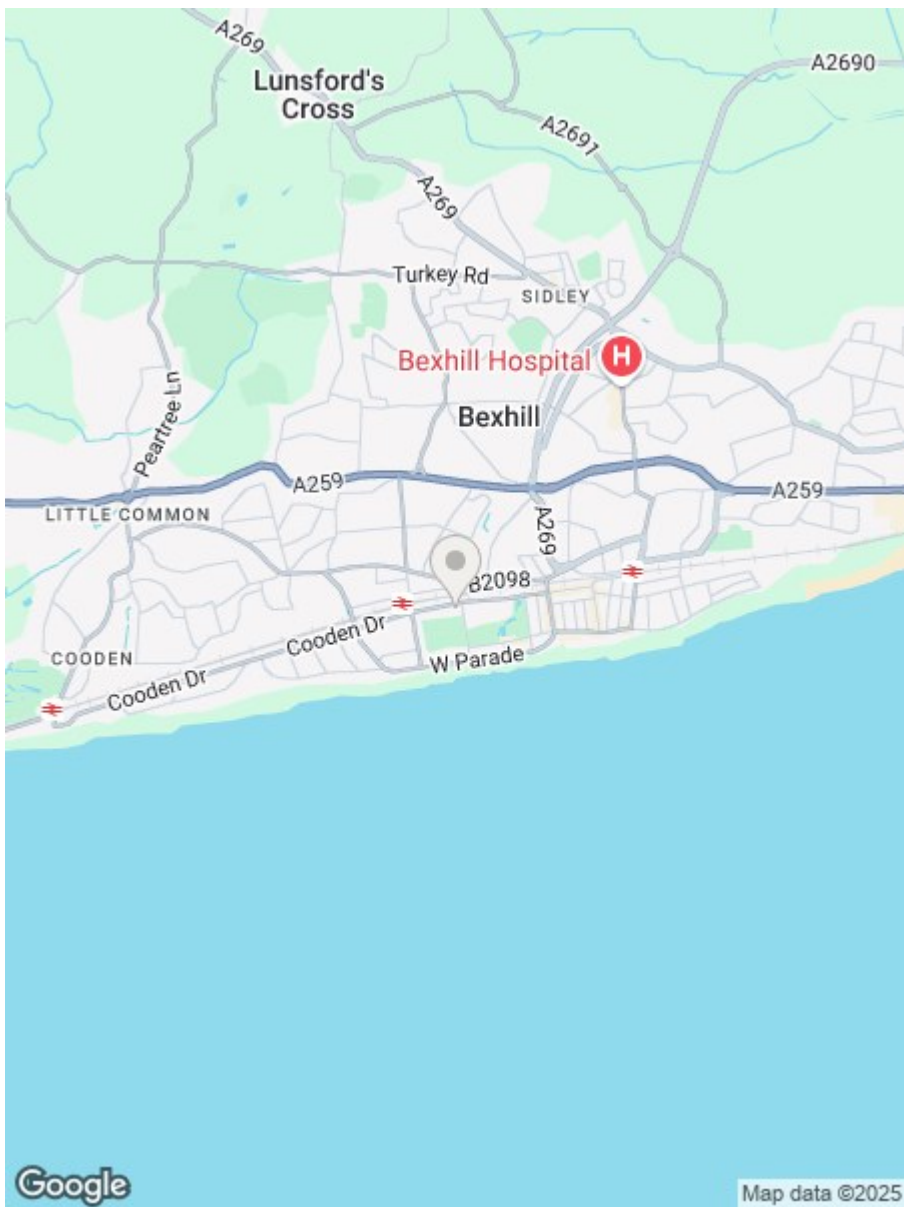 A269
A2690
Lunsford's
Cross
A2691
A269
Turkey Rd
SIDLEY
Bexhill Hospital
H
Bexhill
Peartree Ln
A259
A259
LITTLE COMMON
A269
B2098
Cooden Dr
W Parade
COODEN
Cooden Dr
Google
Map data ©2025